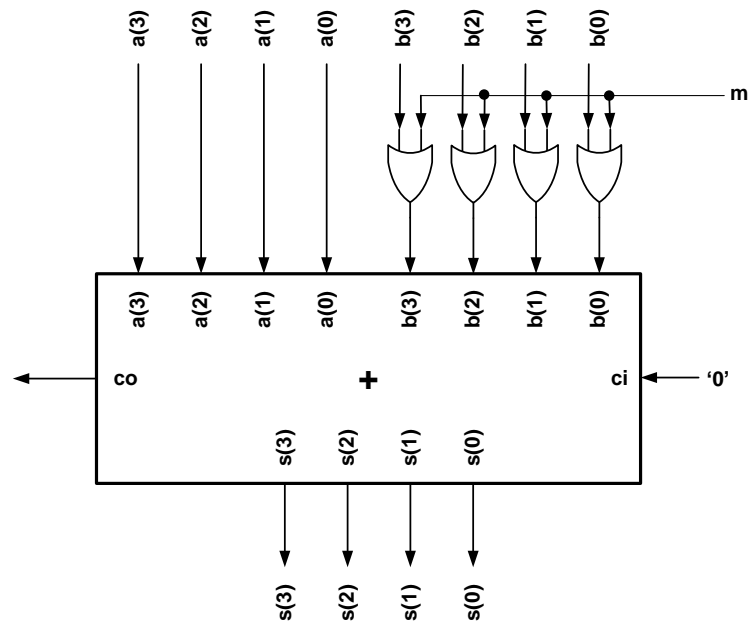 a(3) a(2) a(1) a(0) b(3) b(2) b(1) b(0)
m
a(3) a(2) a(1) a(0) b(3) b(2) b(1) b(0)
co + ci ‘0’
s(3) s(2) s(1) s(0)
s(3) s(2) s(1) s(0)